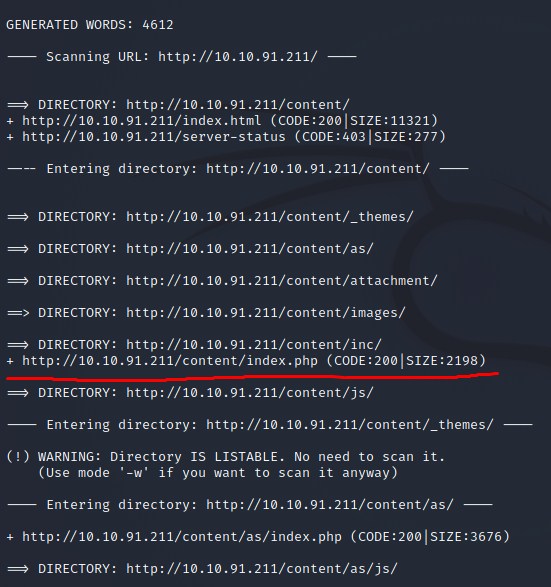 GENERATED WORDS: 4612
---- Scanning URL: http://10.10.91.211/ ----
==> DIRECTORY: http://10.10.91.211/content/
+ http://10.10.91.211/index.html (CODE:200|SIZE:11321)
+ http://10.10.91.211/server-status (CODE:403|SIZE:277)
---- Entering directory: http://10.10.91.211/content/ ----
==> DIRECTORY: http://10.10.91.211/content/_themes/
==> DIRECTORY: http://10.10.91.211/content/as/
==> DIRECTORY: http://10.10.91.211/content/attachment/
==> DIRECTORY: http://10.10.91.211/content/images/
==> DIRECTORY: http://10.10.91.211/content/inc/
+ http://10.10.91.211/content/index.php (CODE:200|SIZE:2198)
==> DIRECTORY: http://10.10.91.211/content/js/
---- Entering directory: http://10.10.91.211/content/_themes/ ----
(!) WARNING: Directory IS LISTABLE. No need to scan it.
(Use mode '-w' if you want to scan it anyway)
---- Entering directory: http://10.10.91.211/content/as/ ----
+ http://10.10.91.211/content/as/index.php (CODE:200|SIZE:3676)
==> DIRECTORY: http://10.10.91.211/content/as/js/